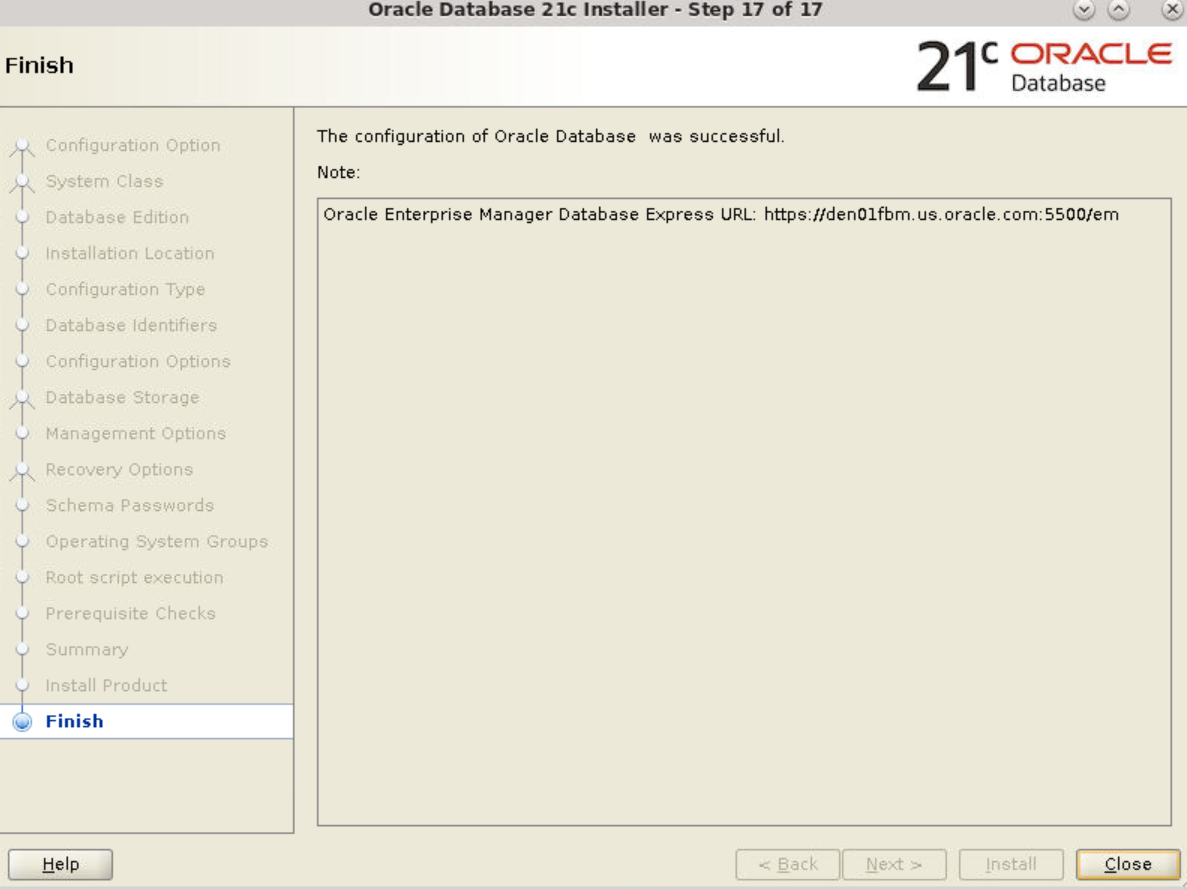 Oracle Database 21c Installer - Step 17 of 17
Finish
21c ORACLE
Database
Configuration Option
System Class
Database Edition
Installation Location
Configuration Type
Database Identifiers
Configuration Options
Database Storage
Management Options
Recovery Options
Schema Passwords
Operating System Groups
Root script execution
Prerequisite Checks
Summary
Install Product
Finish
The configuration of Oracle Database  was successful.
Note:
Oracle Enterprise Manager Database Express URL: https://den01fbm.us.oracle.com:5500/em
Help
< Back
Next >
Install
Close